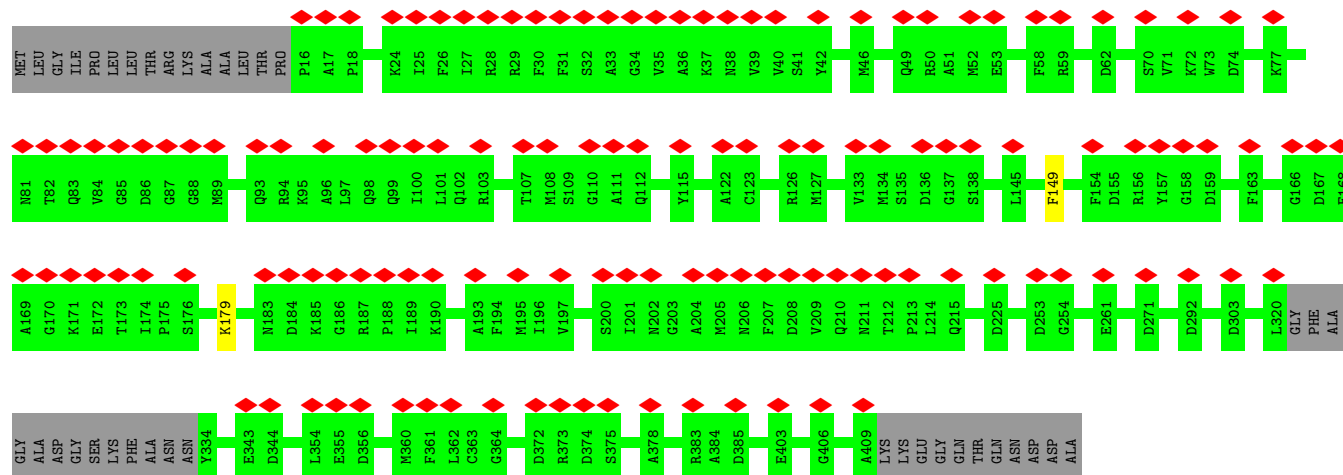 MET LEU GLY ILE PRO LEU LEU THR ARG LYS ALA ALA LEU THR PRO P16 A17 P18 K24 I25 F26 I27 R28 R29 F30 F31 S32 A33 G34 V35 A36 K37 N38 V39 V40 S41 Y42 M46 Q49 R50 A51 M52 E53 F58 R59 D62 S70 V71 K72 W73 D74 K77
N81 T82 Q83 V84 G85 D86 G87 G88 M89 Q93 R94 K95 A96 L97 Q98 Q99 I100 L101 Q102 R103 T107 M108 S109 G110 A111 Q112 Y115 A122 C123 R126 M127 V133 M134 S135 D136 G137 S138 L145 F149 F154 D155 R156 Y157 G158 D159 F163 G166 D167 E168
A169 G170 K171 E172 T173 I174 P175 S176 K179 N183 D184 K185 G186 R187 P188 I189 K190 A193 F194 M195 I196 V197 S200 I201 N202 G203 A204 N205 N206 F207 D208 V209 Q210 N211 T212 P213 L214 Q215 D225 D253 G254 E261 D271 D292 D303 L320 GLY PHE ALA
GLY ALA ASP GLY SER LYS PHE ALA ASN ASN Y334 E343 D344 L354 E355 D356 M360 F361 L362 C363 G364 D372 R373 D374 S375 A378 R383 A384 D385 E403 G406 A409 LYS LYS GLU GLY GLN THR GLN ASN ASP ASP ALA